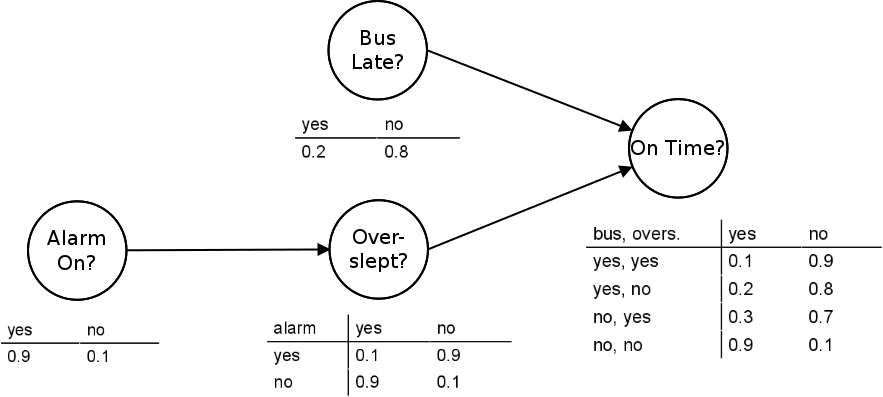 Bus
Late?
yes no
0.2 0.8
On Time?
Alarm
On?
yes no
0.9 0.1
Over-
slept?
alarm yes no
yes 0.1 0.9
no 0.9 0.1
bus, overs. yes no
yes, yes 0.1 0.9
yes, no 0.2 0.8
no, yes 0.3 0.7
no, no 0.9 0.1